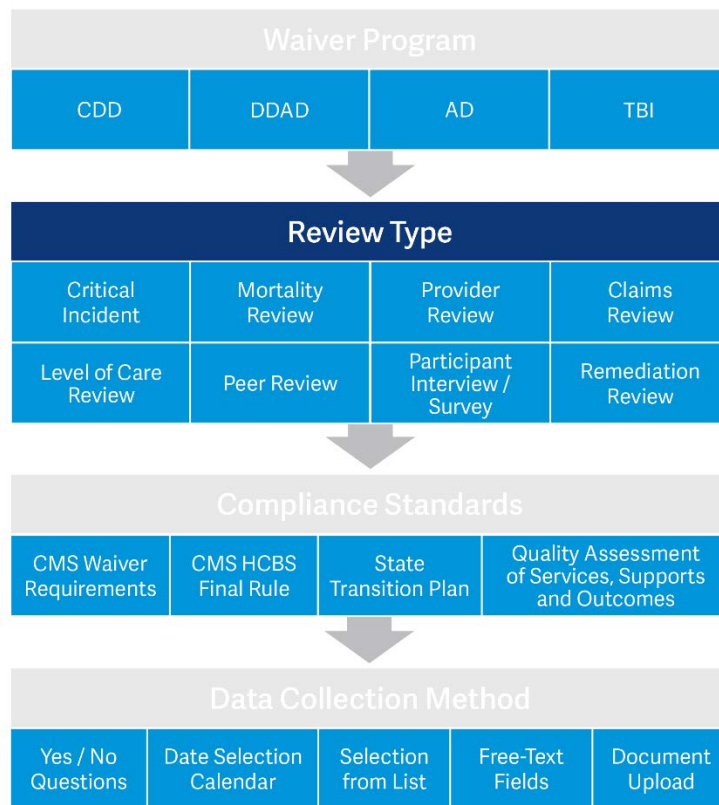 Waiver Program
CDD
DDAD
AD
TBI
Review Type
Critical
Incident
Mortality
Review
Provider
Review
Claims
Review
Level of Care
Review
Peer Review
Participant
Interview /
Survey
Remediation
Review
Compliance Standards
CMS Waiver
Requirements
CMS HCBS
Final Rule
State
Transition Plan
Quality Assessment
of Services, Supports
and Outcomes
Data Collection Method
Yes / No
Questions
Date Selection
Calendar
Selection
from List
Free-Text
Fields
Document
Upload